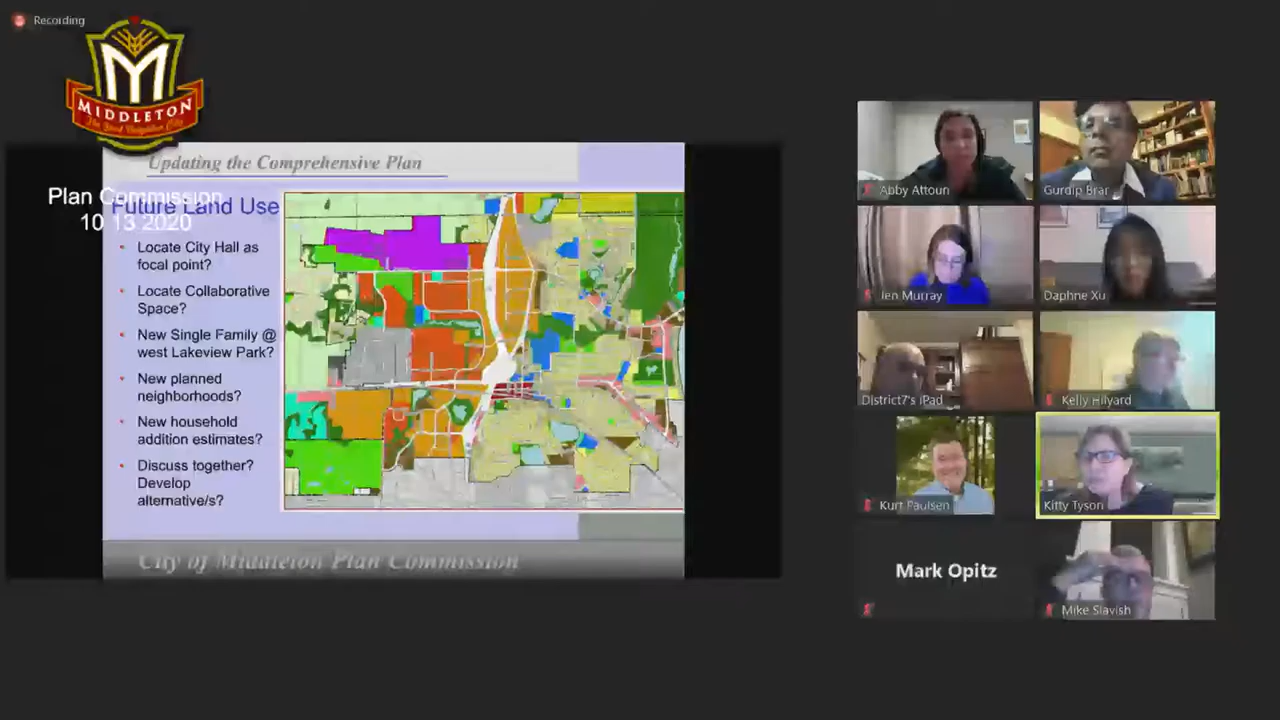 Recording
M
MIDDLETON
Updating the Comprehensive Plan
Plan Commission
10 13 2020
Future Land Use
• Locate City Hall as
focal point?
• Locate Collaborative
Space?
• New Single Family @
west Lakeview Park?
• New planned
neighborhoods?
• New household
addition estimates?
• Discuss together?
Develop
alternative/s?
City of Middleton Plan Commission
Abby Attoun
Gurdip Brar
Jen Murray
Daphne Xu
District7's iPad
Kelly Hilyard
Kurt Paulsen
Kitty Tyson
Mark Opitz
Mike Slavish